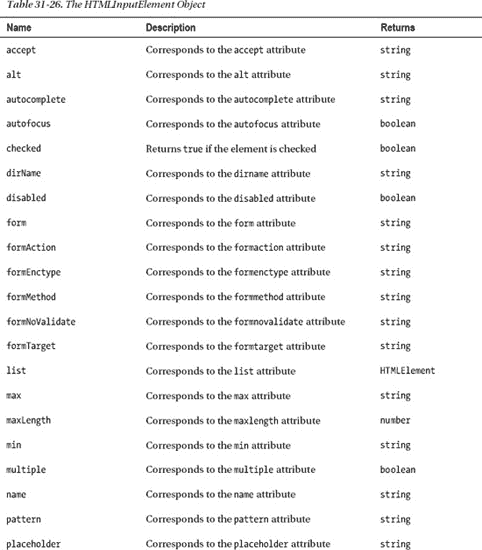 Table 31-26. The HTMLInputElement Object
Name Description Returns
accept Corresponds to the accept attribute string
alt Corresponds to the alt attribute string
autocomplete Corresponds to the autocomplete attribute string
autofocus Corresponds to the autofocus attribute boolean
checked Returns true if the element is checked boolean
dirName Corresponds to the dirname attribute string
disabled Corresponds to the disabled attribute boolean
form Corresponds to the form attribute string
formAction Corresponds to the formaction attribute string
formEnctype Corresponds to the formenctype attribute string
formMethod Corresponds to the formmethod attribute string
formNoValidate Corresponds to the formnovalidate attribute string
formTarget Corresponds to the formtarget attribute string
list Corresponds to the list attribute HTMLElement
max Corresponds to the max attribute string
maxLength Corresponds to the maxlength attribute number
min Corresponds to the min attribute string
multiple Corresponds to the multiple attribute boolean
name Corresponds to the name attribute string
pattern Corresponds to the pattern attribute string
placeholder Corresponds to the placeholder attribute string